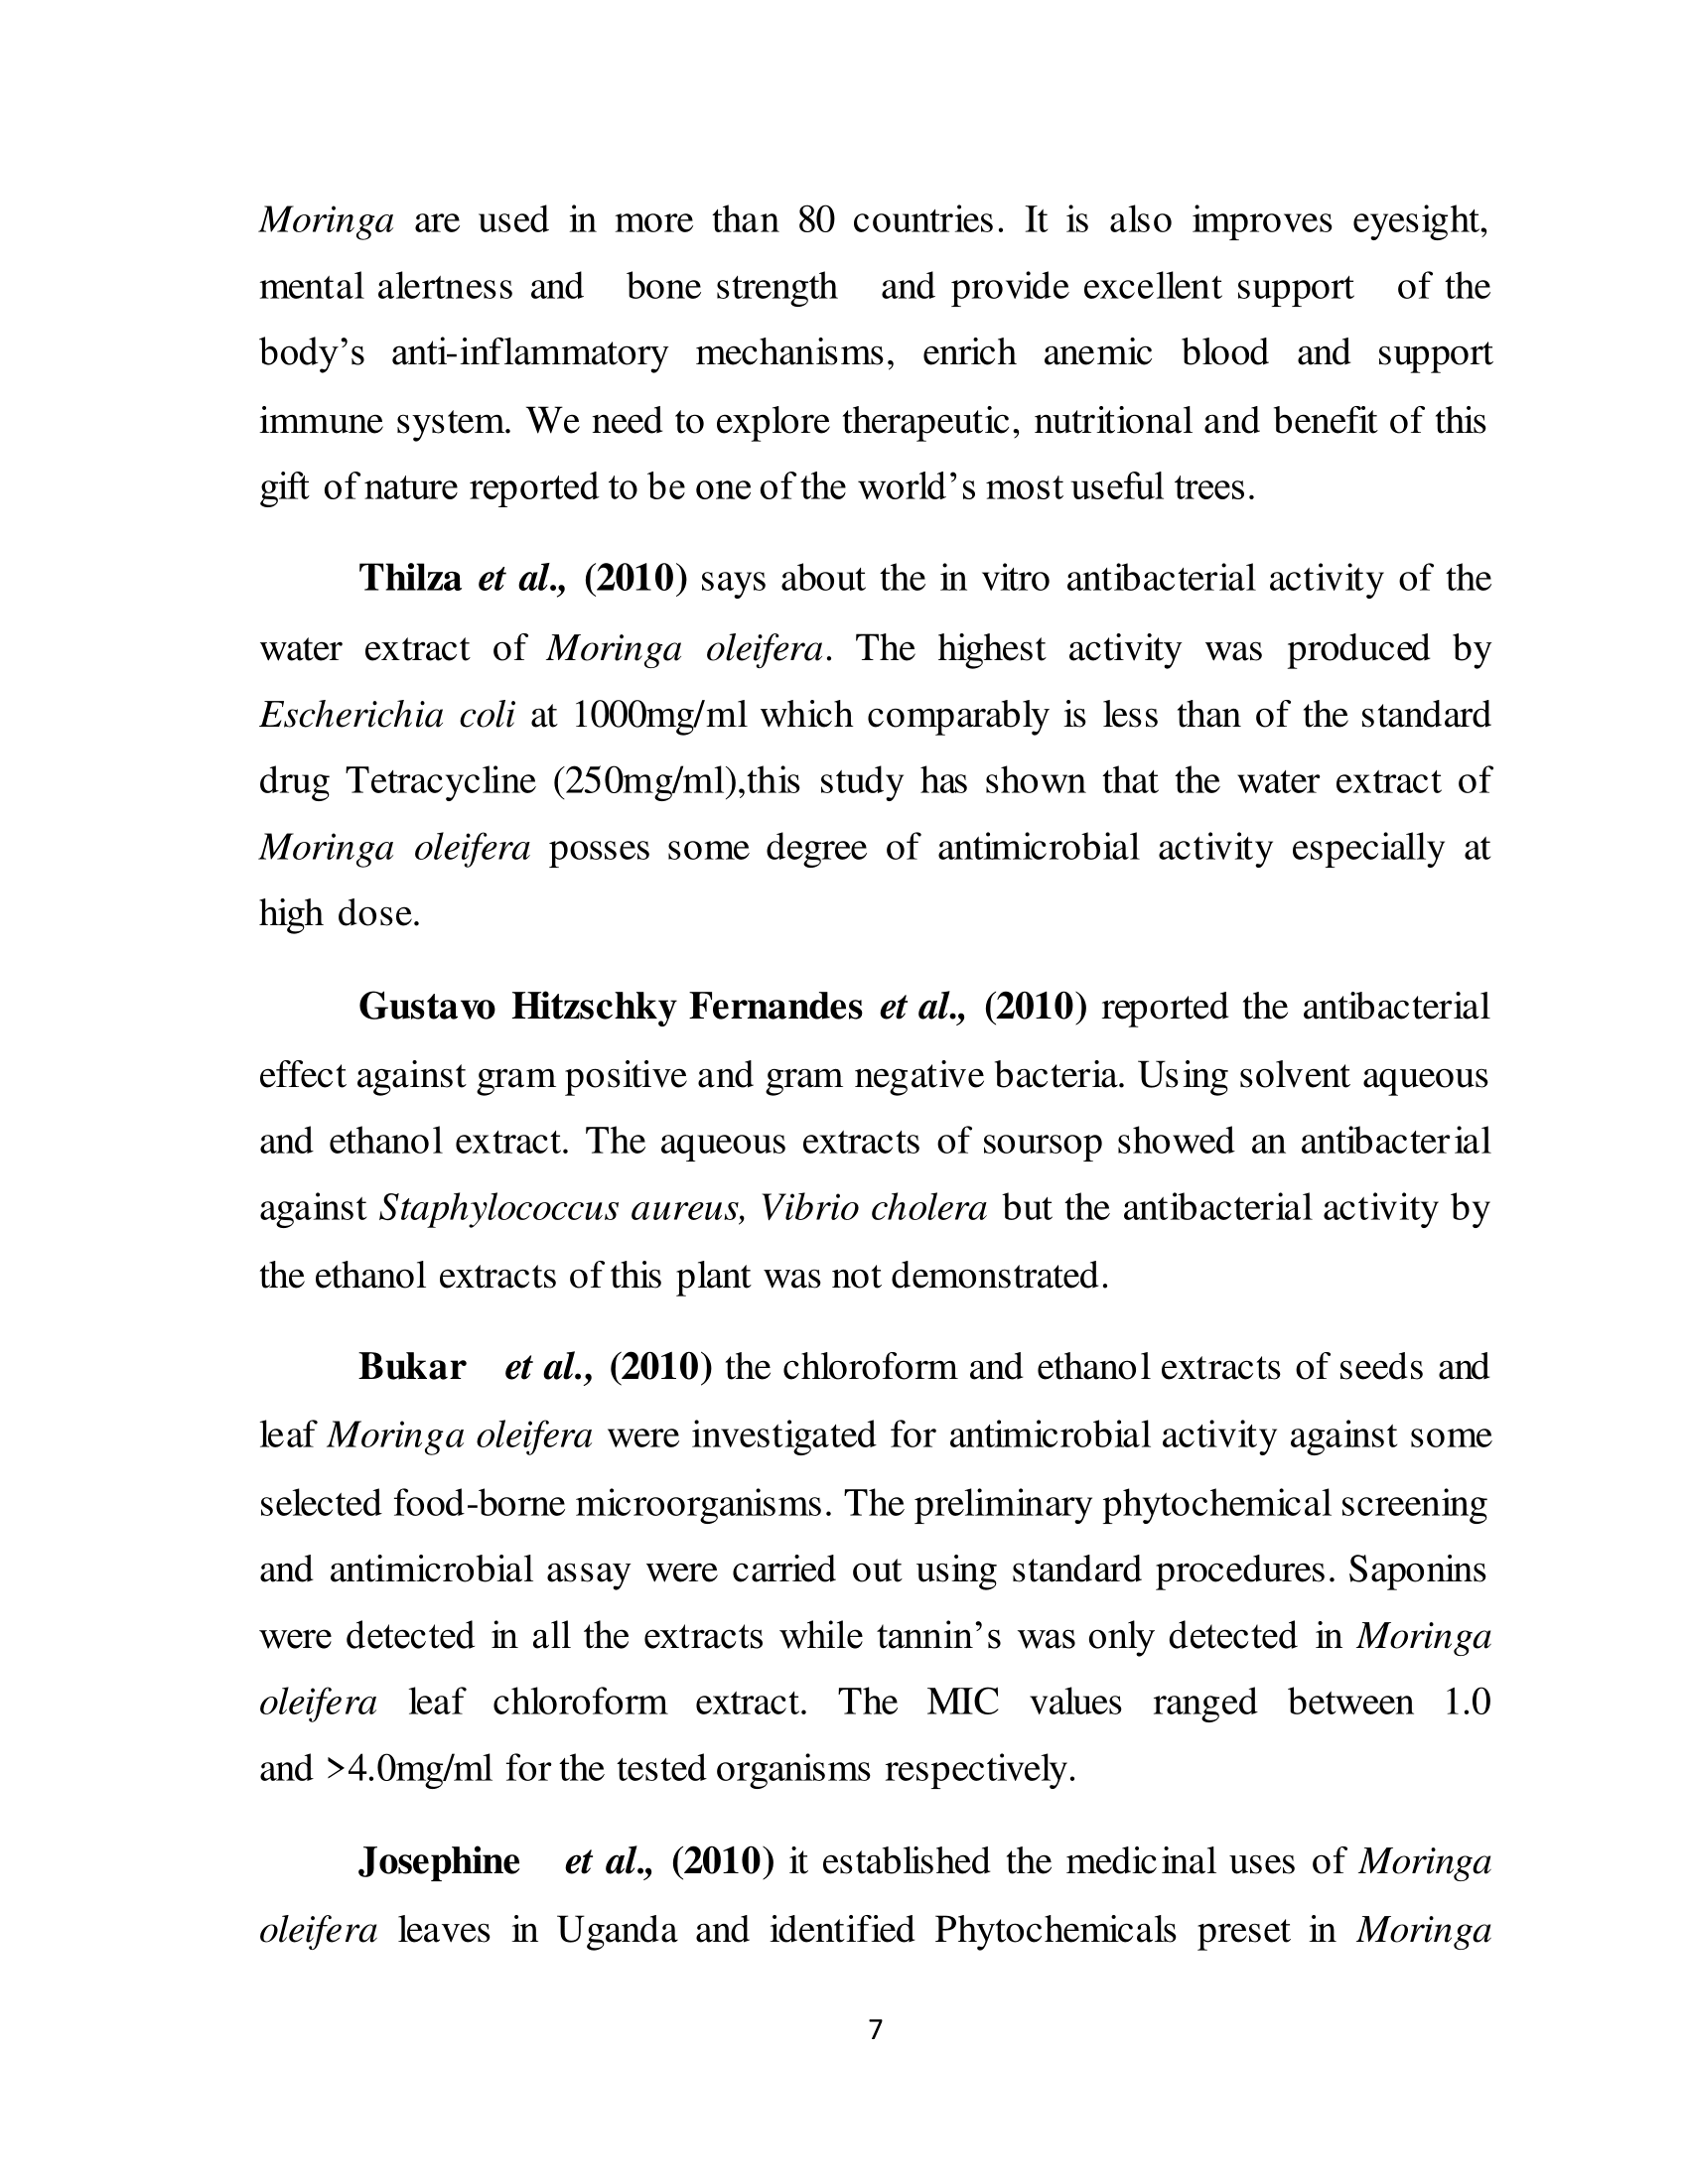 Moringa are used in more than 80 countries. It is also improves eyesight,
mental alertness and bone strength and provide excellent support of the
body’s anti-inflammatory mechanisms, enrich anemic blood and support
immune system. We need to explore therapeutic, nutritional and benefit of this
gift of nature reported to be one of the world’s most useful trees.
Thilza et al., (2010) says about the in vitro antibacterial activity of the
water extract of Moringa oleifera. The highest activity was produced by
Escherichia coli at 1000mg/ml which comparably is less than of the standard
drug Tetracycline (250mg/ml),this study has shown that the water extract of
Moringa oleifera posses some degree of antimicrobial activity especially at
high dose.
Gustavo Hitzschky Fernandes et al., (2010) reported the antibacterial
effect against gram positive and gram negative bacteria. Using solvent aqueous
and ethanol extract. The aqueous extracts of soursop showed an antibacterial
against Staphylococcus aureus, Vibrio cholera but the antibacterial activity by
the ethanol extracts of this plant was not demonstrated.
Bukar et al., (2010) the chloroform and ethanol extracts of seeds and
leaf Moringa oleifera were investigated for antimicrobial activity against some
selected food-borne microorganisms. The preliminary phytochemical screening
and antimicrobial assay were carried out using standard procedures. Saponins
were detected in all the extracts while tannin’s was only detected in Moringa
oleifera leaf chloroform extract. The MIC values ranged between 1.0
and >4.0mg/ml for the tested organisms respectively.
Josephine et al., (2010) it established the medicinal uses of Moringa
oleifera leaves in Uganda and identified Phytochemicals preset in Moringa
7